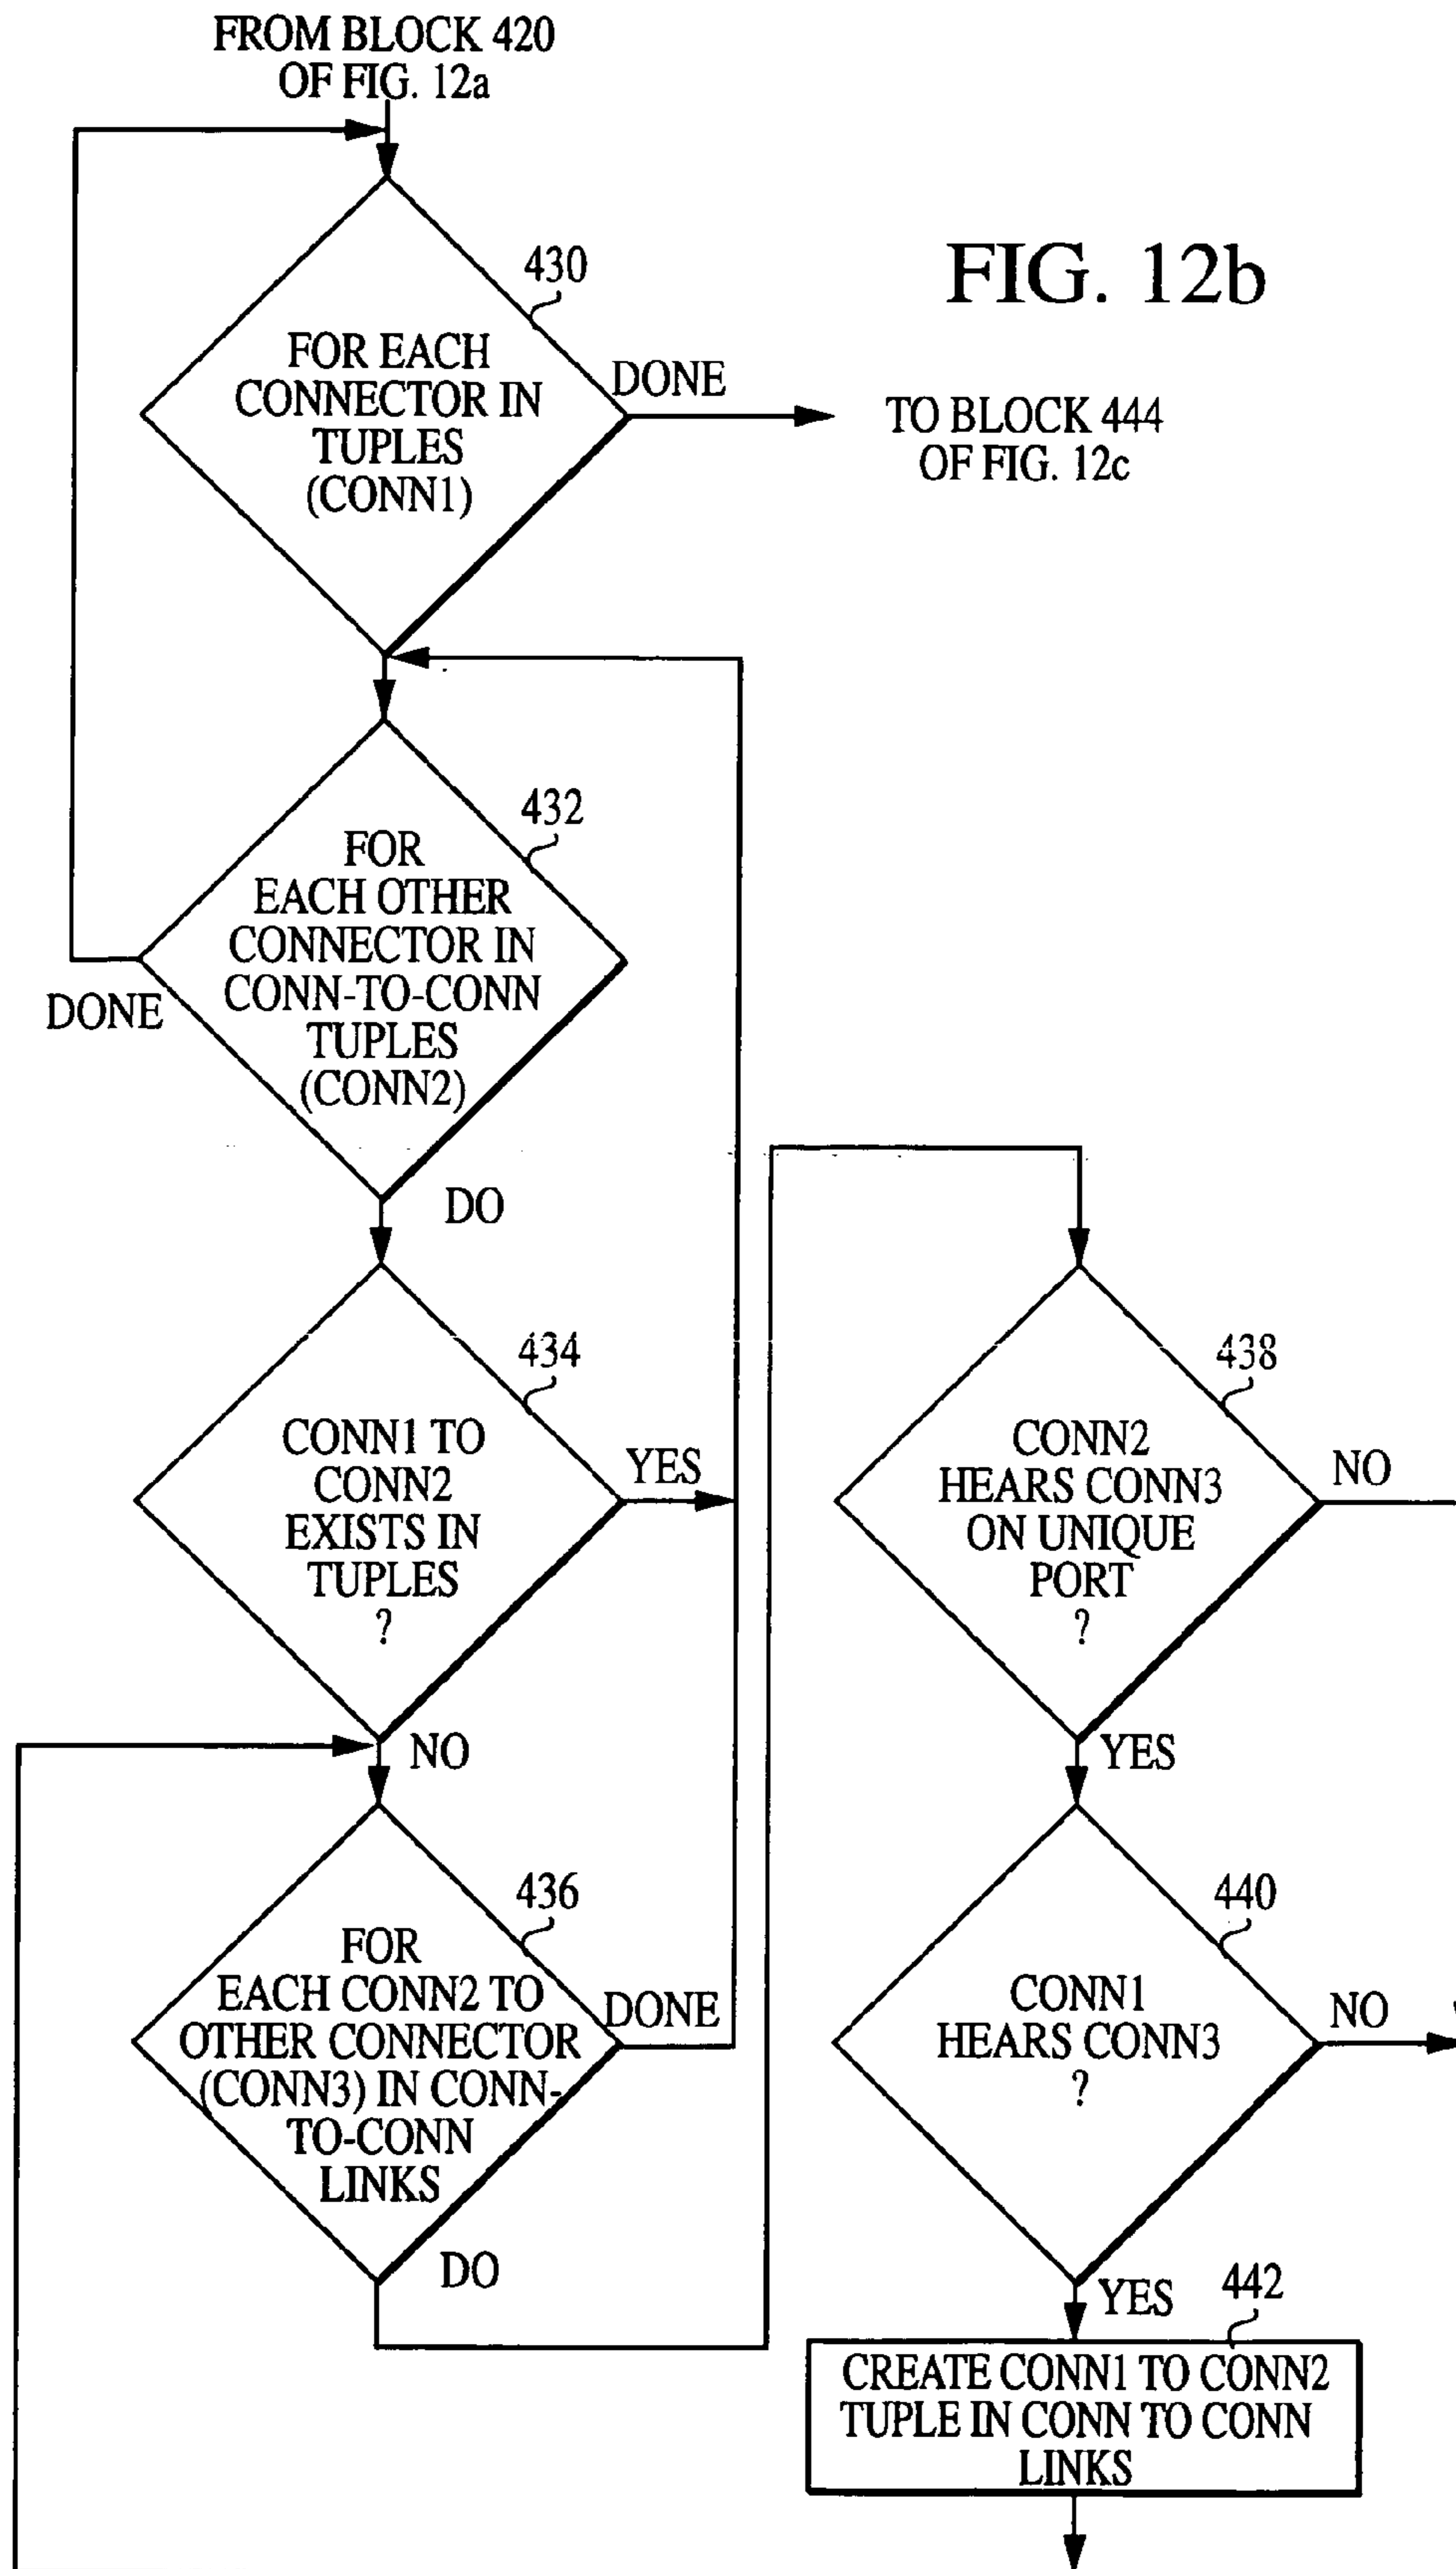 FROM BLOCK 420
OF FIG. 12a
FIG. 12b
430
FOR EACH
CONNECTOR IN
TUPLES
(CONN1)
DONE
TO BLOCK 444
OF FIG. 12c
432
FOR
EACH OTHER
CONNECTOR IN
CONN-TO-CONN
TUPLES
(CONN2)
DONE
DO
434
CONN1 TO
CONN2
EXISTS IN
TUPLES
?
YES
NO
436
FOR
EACH CONN2 TO
OTHER CONNECTOR
(CONN3) IN CONN-
TO-CONN
LINKS
DONE
DO
438
CONN2
HEARS CONN3
ON UNIQUE
PORT
?
NO
YES
440
CONN1
HEARS CONN3
?
NO
YES
442
CREATE CONN1 TO CONN2
TUPLE IN CONN TO CONN
LINKS